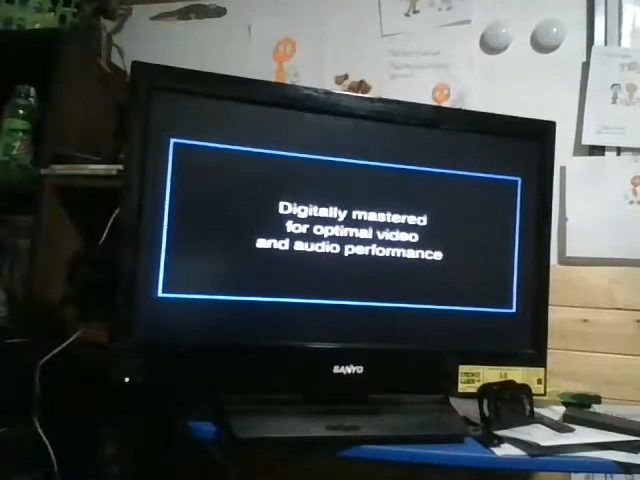 Digitally mastered
for optimal video
and audio performance
SANYO